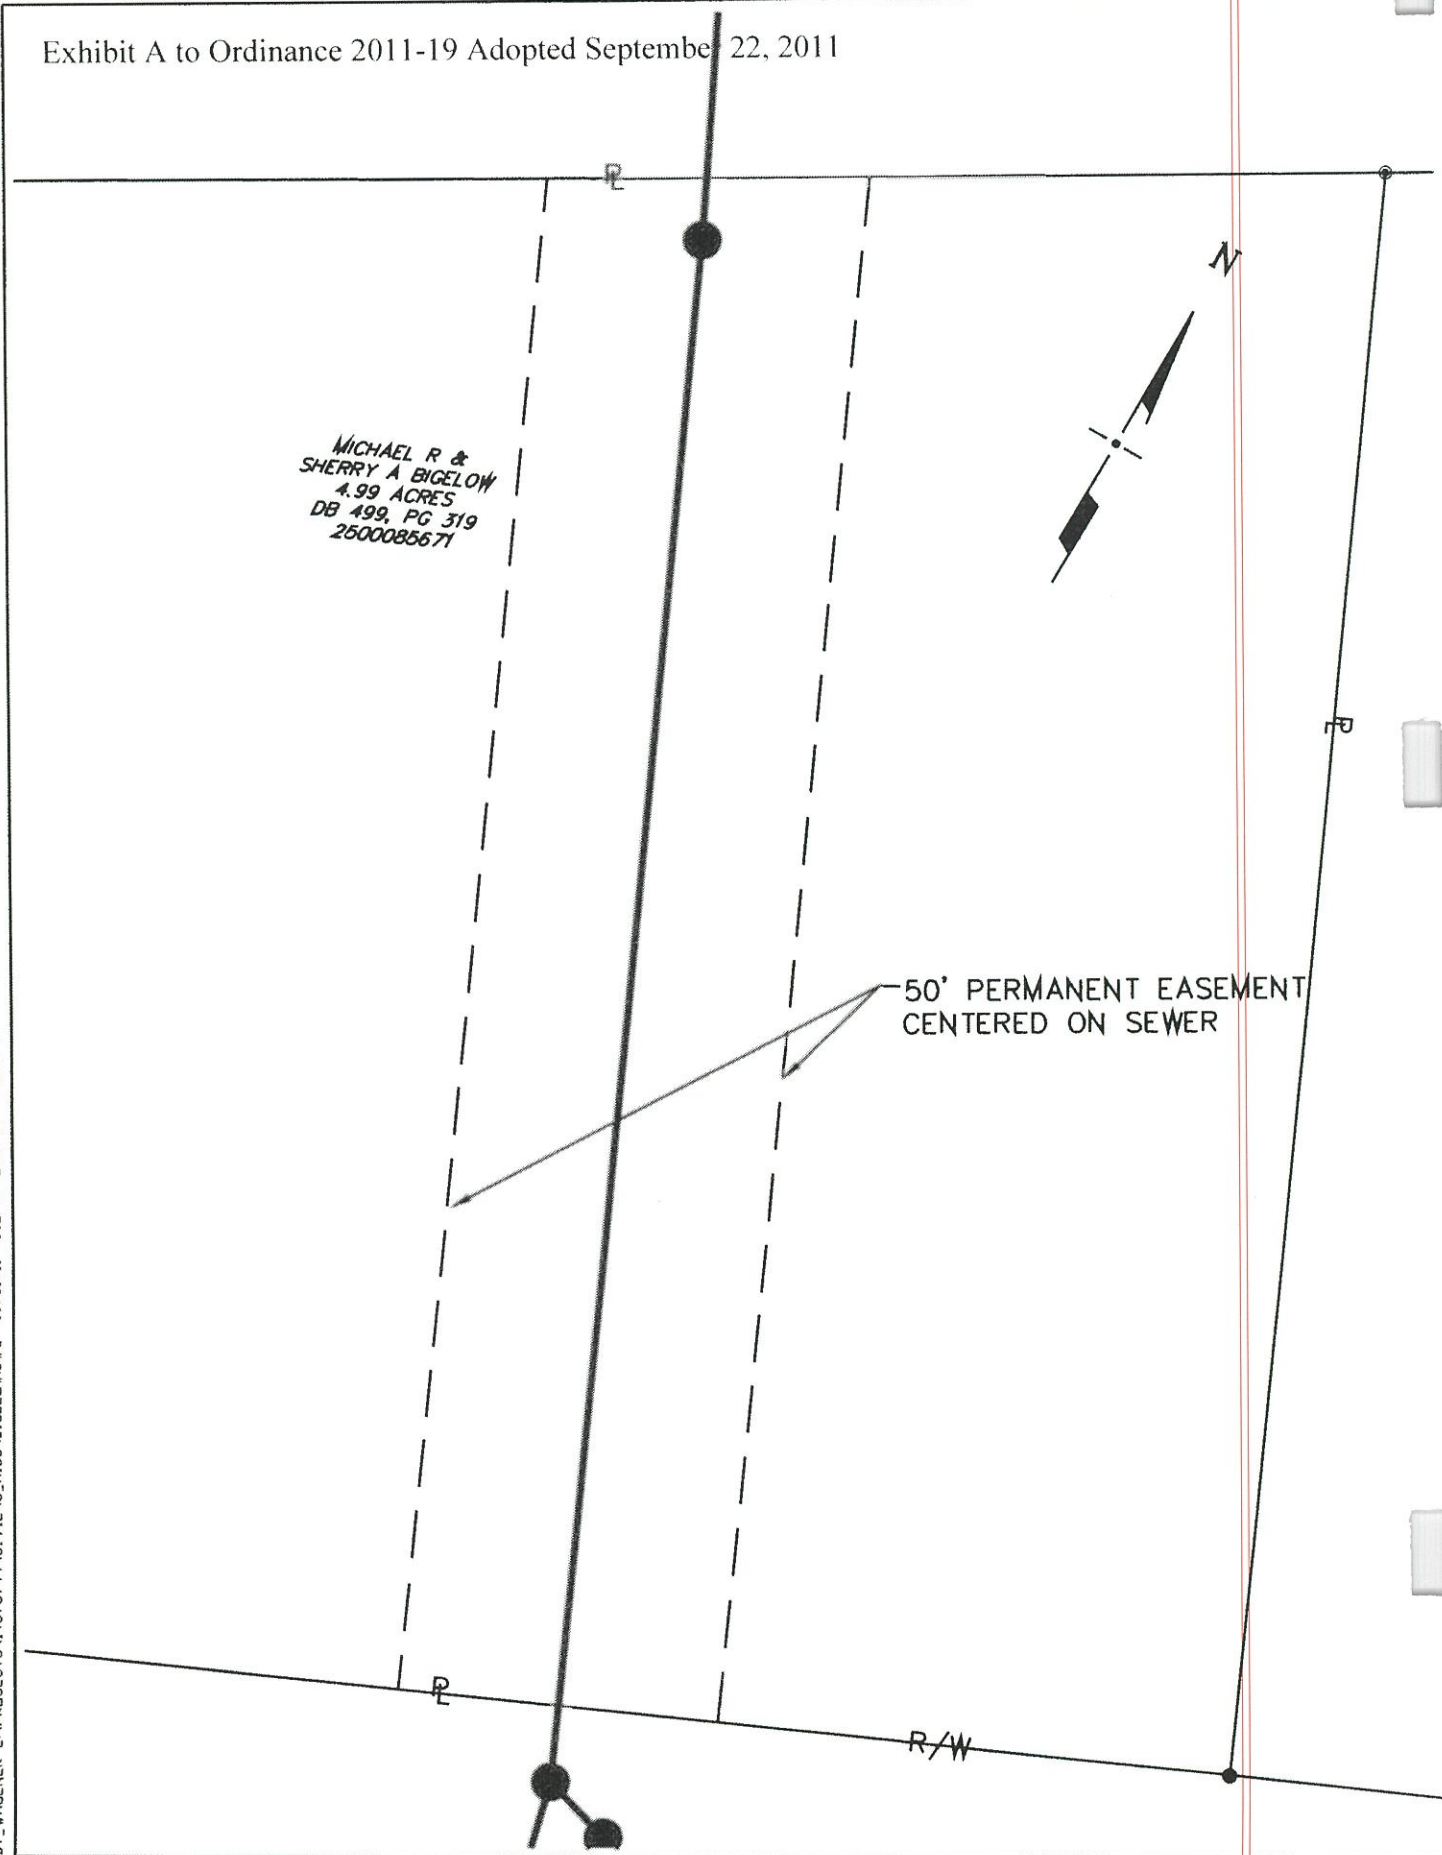 Exhibit A to Ordinance 2011-19 Adopted September 22, 2011
PL
N
MICHAEL R &
SHERRY A BIGELOW
4.99 ACRES
DB 499, PG 319
2500085671
PL
50' PERMANENT EASEMENT
CENTERED ON SEWER
PL
R/W